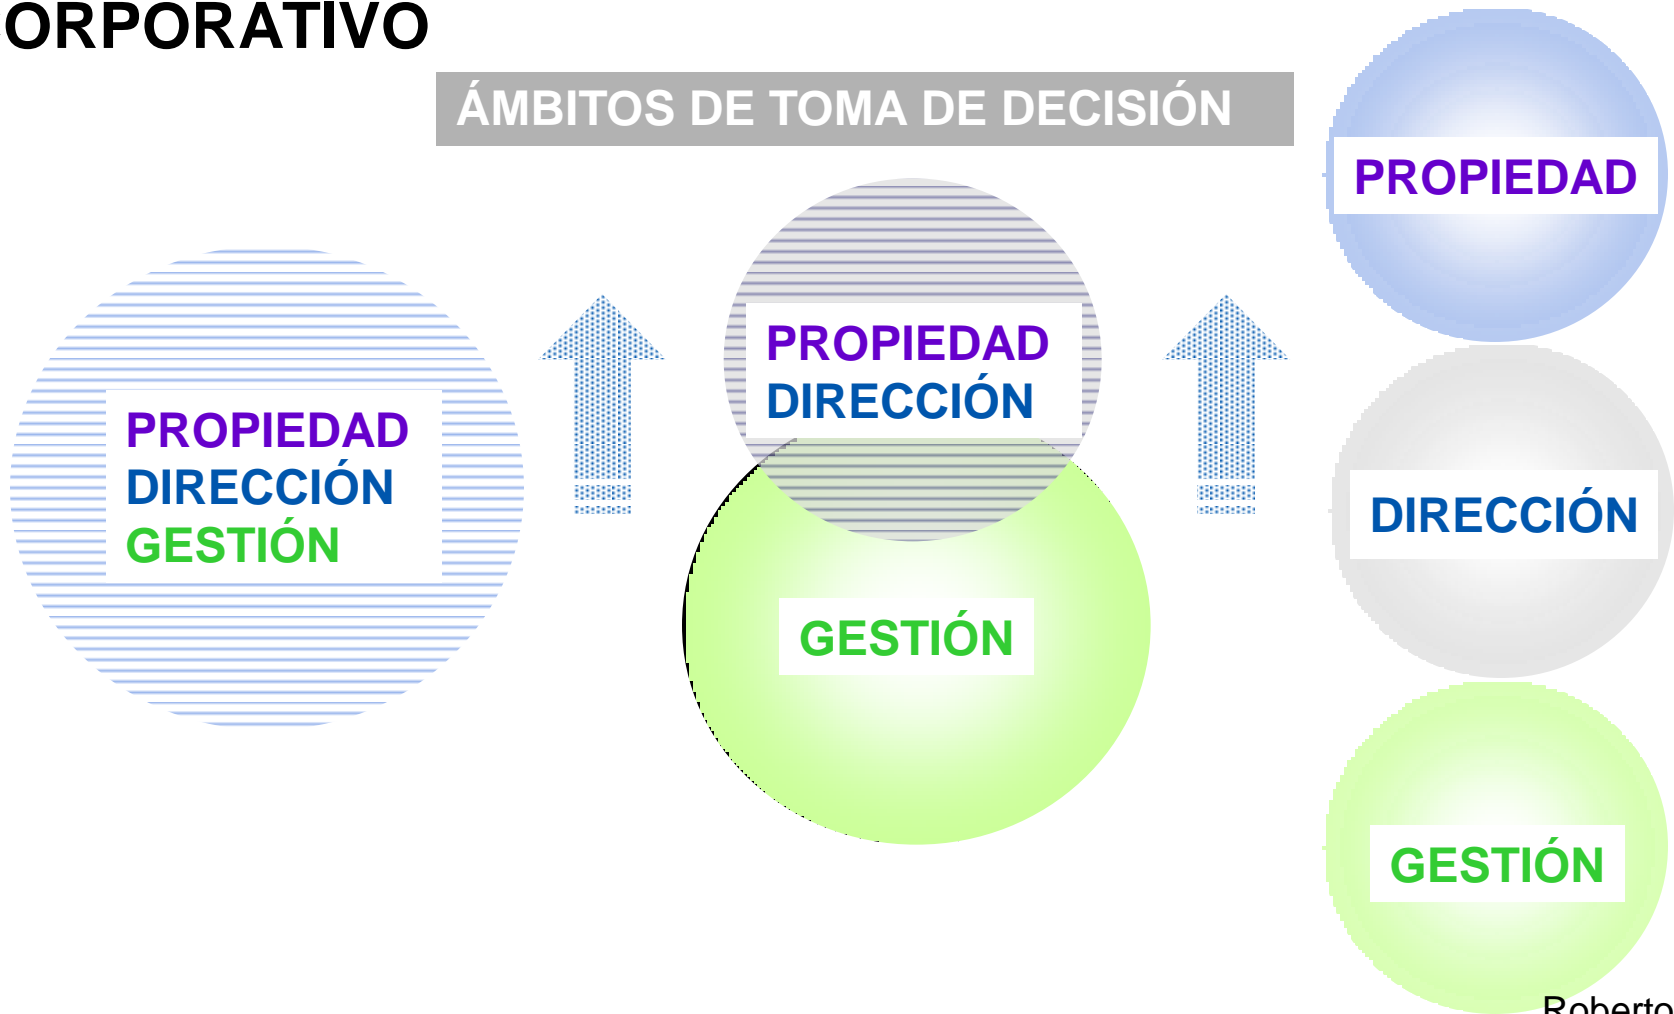 ORPORATIVO
ÁMBITOS DE TOMA DE DECISIÓN
PROPIEDAD
DIRECCIÓN
GESTIÓN
PROPIEDAD
DIRECCIÓN
GESTIÓN
PROPIEDAD
DIRECCIÓN
GESTIÓN
Roberto